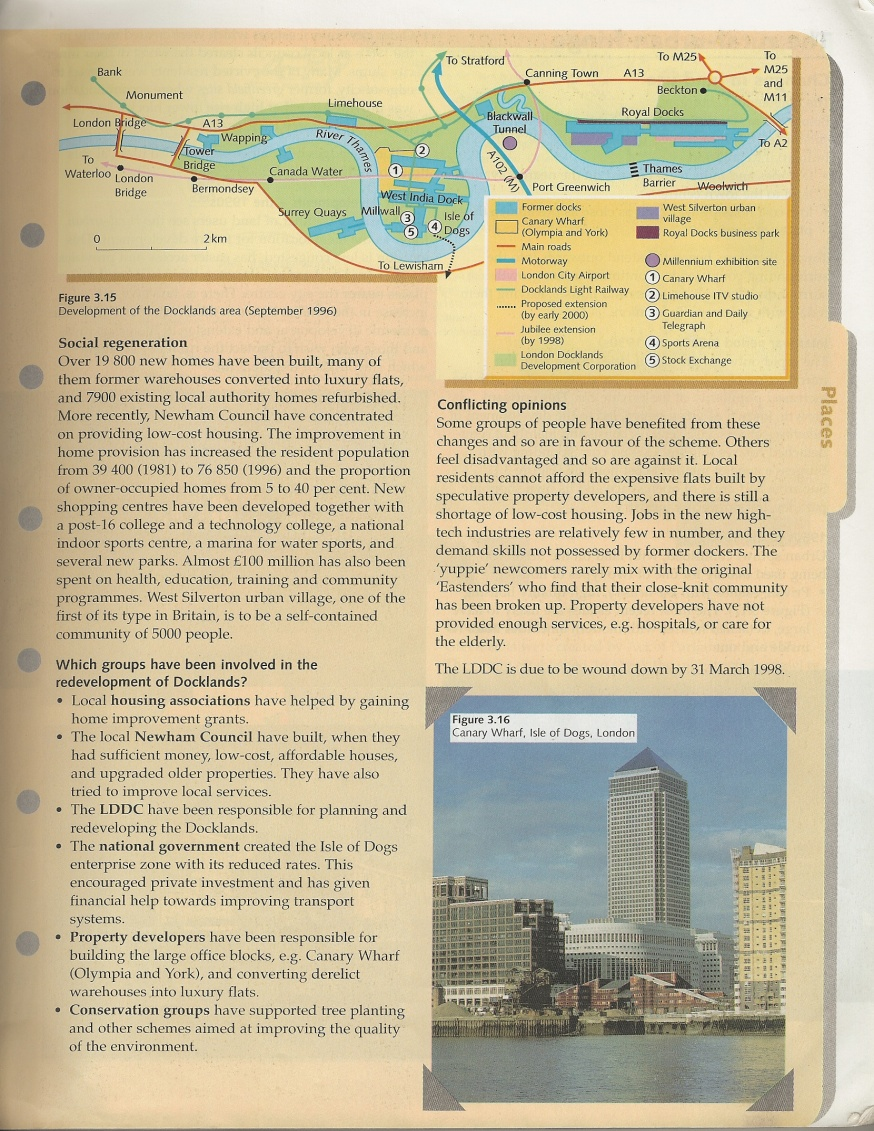 To Stratford
To M25
To
M25
and
M11
Bank
Canning Town
A13
Beckton
Monument
Limehouse
Blackwall
Tunnel
Royal Docks
London Bridge
A13
Wapping
River Thames
Tower
Bridge
To A2
To
Waterloo
London
Bridge
Bermondsey
Canada Water
A102 (M)
Port Greenwich
Thames
Barrier
Woolwich
West India Dock
Surrey Quays
Millwall
Isle of
Dogs
1
2
3
4
5
0
2 km
To Lewisham
Former docks
Canary Wharf
(Olympia and York)
Main roads
Motorway
London City Airport
Docklands Light Railway
Proposed extension
(by early 2000)
Jubilee extension
(by 1998)
London Docklands
Development Corporation
West Silverton urban
village
Royal Docks business park
Millennium exhibition site
1 Canary Wharf
2 Limehouse ITV studio
3 Guardian and Daily
Telegraph
4 Sports Arena
5 Stock Exchange
Figure 3.15
Development of the Docklands area (September 1996)
Social regeneration
Over 19 800 new homes have been built, many of
them former warehouses converted into luxury flats,
and 7900 existing local authority homes refurbished.
More recently, Newham Council have concentrated
on providing low-cost housing. The improvement in
home provision has increased the resident population
from 39 400 (1981) to 76 850 (1996) and the proportion
of owner-occupied homes from 5 to 40 per cent. New
shopping centres have been developed together with
a post-16 college and a technology college, a national
indoor sports centre, a marina for water sports, and
several new parks. Almost £100 million has also been
spent on health, education, training and community
programmes. West Silverton urban village, one of the
first of its type in Britain, is to be a self-contained
community of 5000 people.
Which groups have been involved in the
redevelopment of Docklands?
• Local housing associations have helped by gaining
home improvement grants.
• The local Newham Council have built, when they
had sufficient money, low-cost, affordable houses,
and upgraded older properties. They have also
tried to improve local services.
• The LDDC have been responsible for planning and
redeveloping the Docklands.
• The national government created the Isle of Dogs
enterprise zone with its reduced rates. This
encouraged private investment and has given
financial help towards improving transport
systems.
• Property developers have been responsible for
building the large office blocks, e.g. Canary Wharf
(Olympia and York), and converting derelict
warehouses into luxury flats.
• Conservation groups have supported tree planting
and other schemes aimed at improving the quality
of the environment.
Conflicting opinions
Some groups of people have benefited from these
changes and so are in favour of the scheme. Others
feel disadvantaged and so are against it. Local
residents cannot afford the expensive flats built by
speculative property developers, and there is still a
shortage of low-cost housing. Jobs in the new high-
tech industries are relatively few in number, and they
demand skills not possessed by former dockers. The
'yuppie' newcomers rarely mix with the original
'Eastenders' who find that their close-knit community
has been broken up. Property developers have not
provided enough services, e.g. hospitals, or care for
the elderly.
The LDDC is due to be wound down by 31 March 1998.
Figure 3.16
Canary Wharf, Isle of Dogs, London
Places